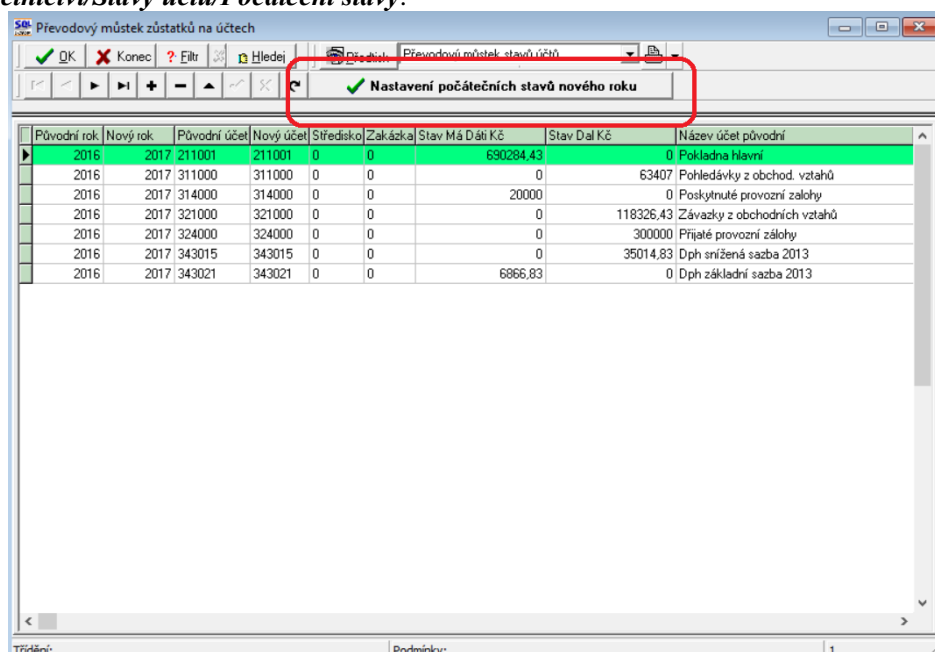 /Stavy účtů/Počáteční stavy.
Převodový můstek zůstatků na účtech
OK Konec Filtr Hledej Předtisk Převodový můstek stavů účtů
Nastavení počátečních stavů nového roku
Původní rok Nový rok Původní účet Nový účet Středisko Zakázka Stav Má Dáti Kč Stav Dal Kč Název účet původní
2016 2017 211001 211001 0 0 690284,43 0 Pokladna hlavní
2016 2017 311000 311000 0 0 0 63407 Pohledávky z obchod. vztahů
2016 2017 314000 314000 0 0 20000 0 Poskytnuté provozní zalohy
2016 2017 321000 321000 0 0 0 118326,43 Závazky z obchodních vztahů
2016 2017 324000 324000 0 0 0 300000 Přijaté provozní zálohy
2016 2017 343015 343015 0 0 0 35014,83 Dph snížená sazba 2013
2016 2017 343021 343021 0 0 6866,83 0 Dph základní sazba 2013
Třídění: Podmínky: 1